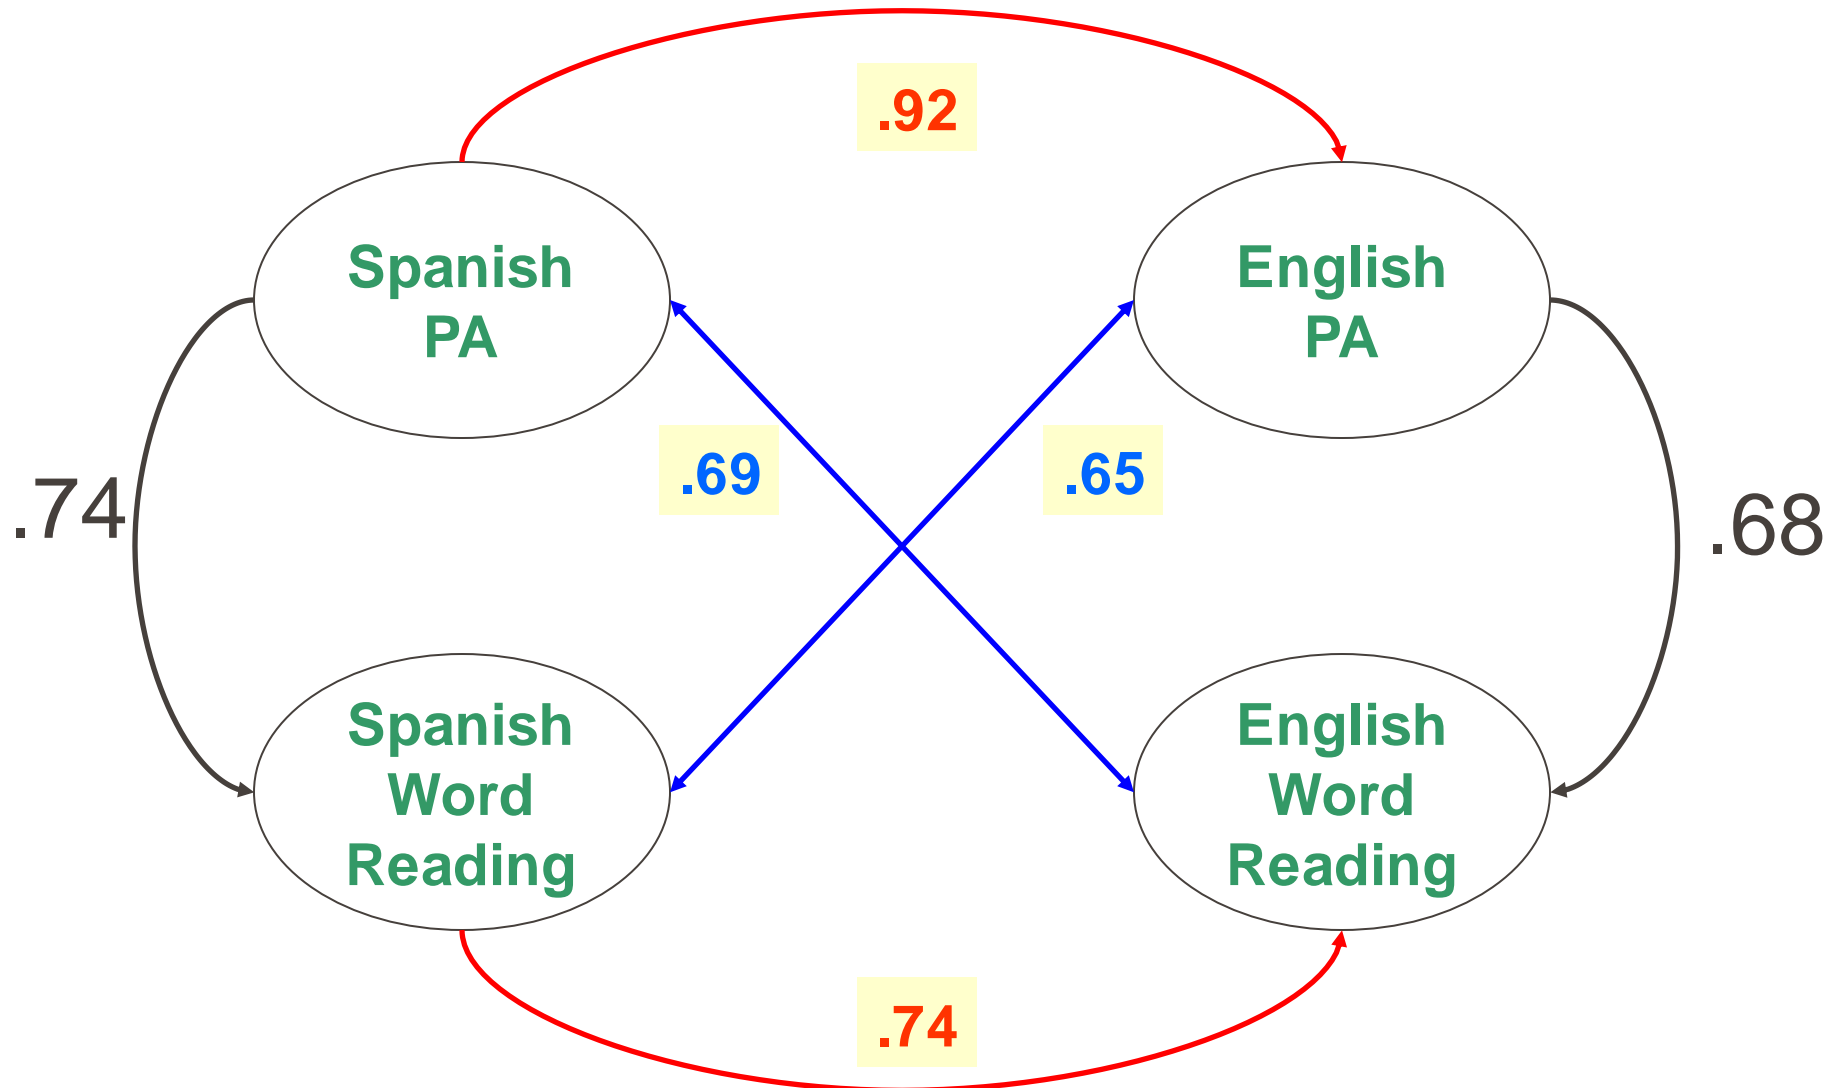 .92
Spanish
PA
English
PA
.69
.65
.74
.68
Spanish
Word
Reading
English
Word
Reading
.74